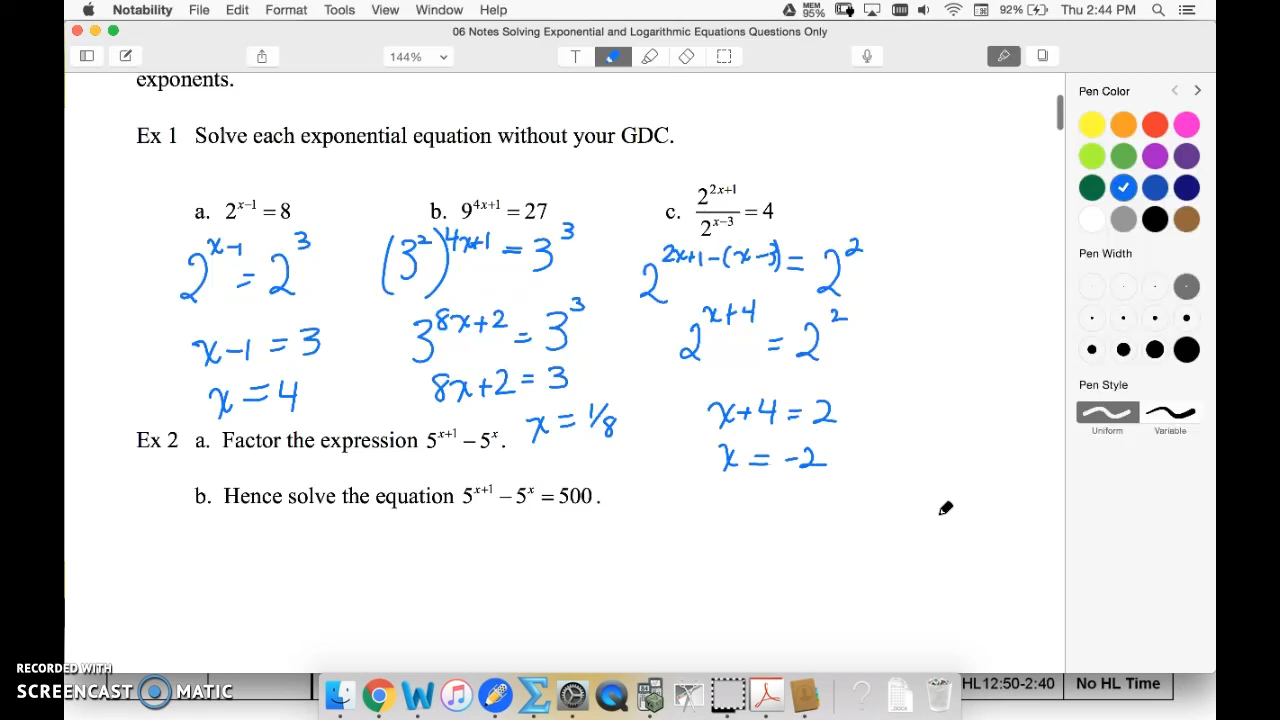 Notability File Edit Format Tools View Window Help MEM 95% 92% Thu 2:44 PM
06 Notes Solving Exponential and Logarithmic Equations Questions Only
144% T
exponents.
Ex 1 Solve each exponential equation without your GDC.
a. 2^{x-1} = 8 b. 9^{4x+1} = 27 c. 2^{2x+1}/2^{x-3} = 4
2^{x-1} = 2^3 (3^2)^{4x+1} = 3^3 2^{2x+1-(x-3)} = 2^2
3^{8x+2} = 3^3 2^{x+4} = 2^2
x-1 = 3 8x+2 = 3 x+4 = 2
x = 4 x = 1/8 x = -2
Ex 2 a. Factor the expression 5^{x+1} – 5^x.
b. Hence solve the equation 5^{x+1} – 5^x = 500.
Pen Color
Pen Width
Pen Style
Uniform Variable
RECORDED WITH
SCREENCAST MATIC
HL12:50-2:40 No HL Time